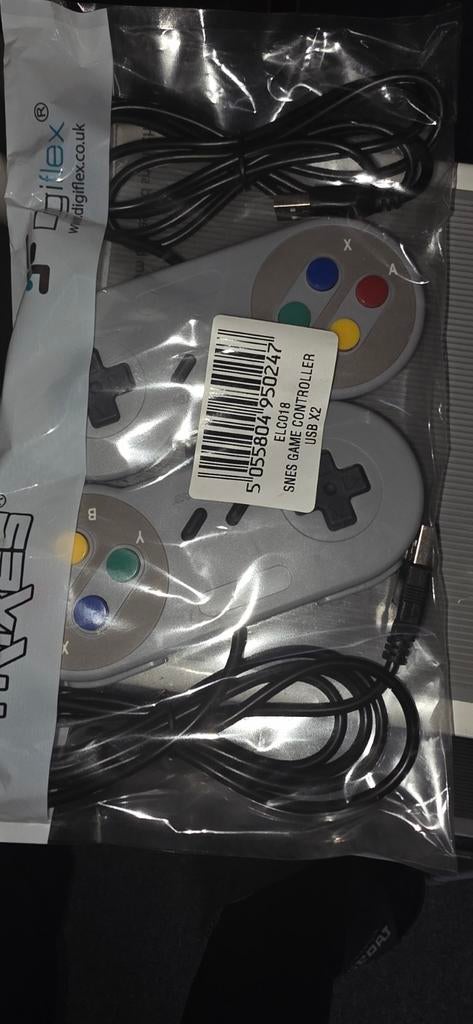 Digiflex®
www.digiflex.co.uk
X
A
5 055804 950247
ELC018
SNES GAME CONTROLLER
USB X2
B
Y
X